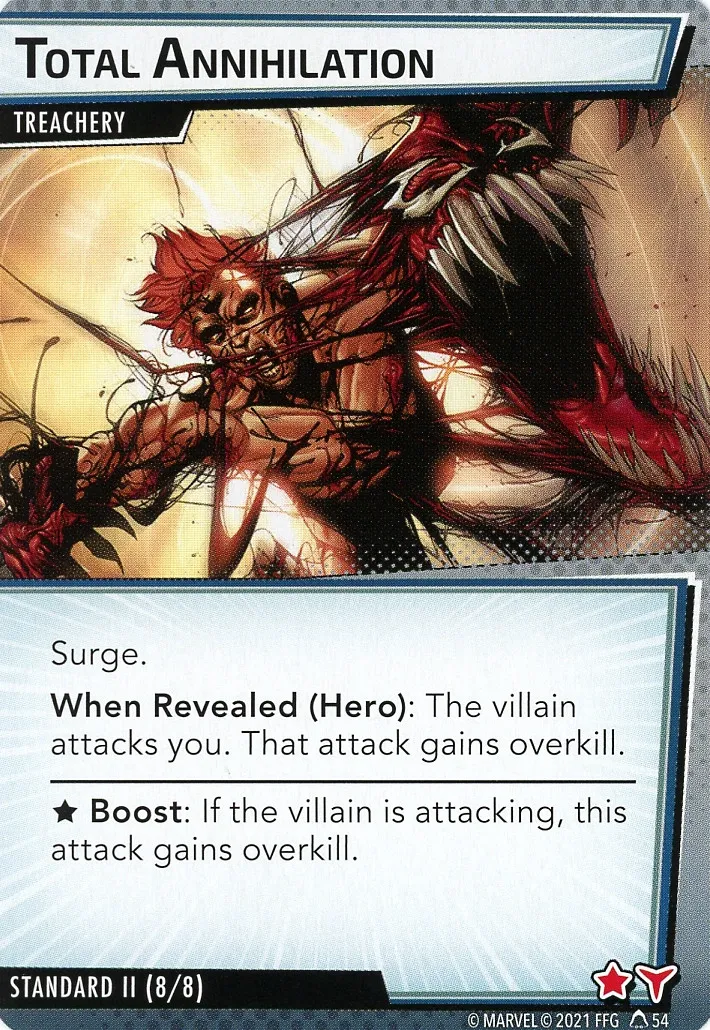 TOTAL ANNIHILATION
TREACHERY
Surge.
When Revealed (Hero): The villain
attacks you. That attack gains overkill.
★ Boost: If the villain is attacking, this
attack gains overkill.
STANDARD II (8/8)
© MARVEL © 2021 FFG 54